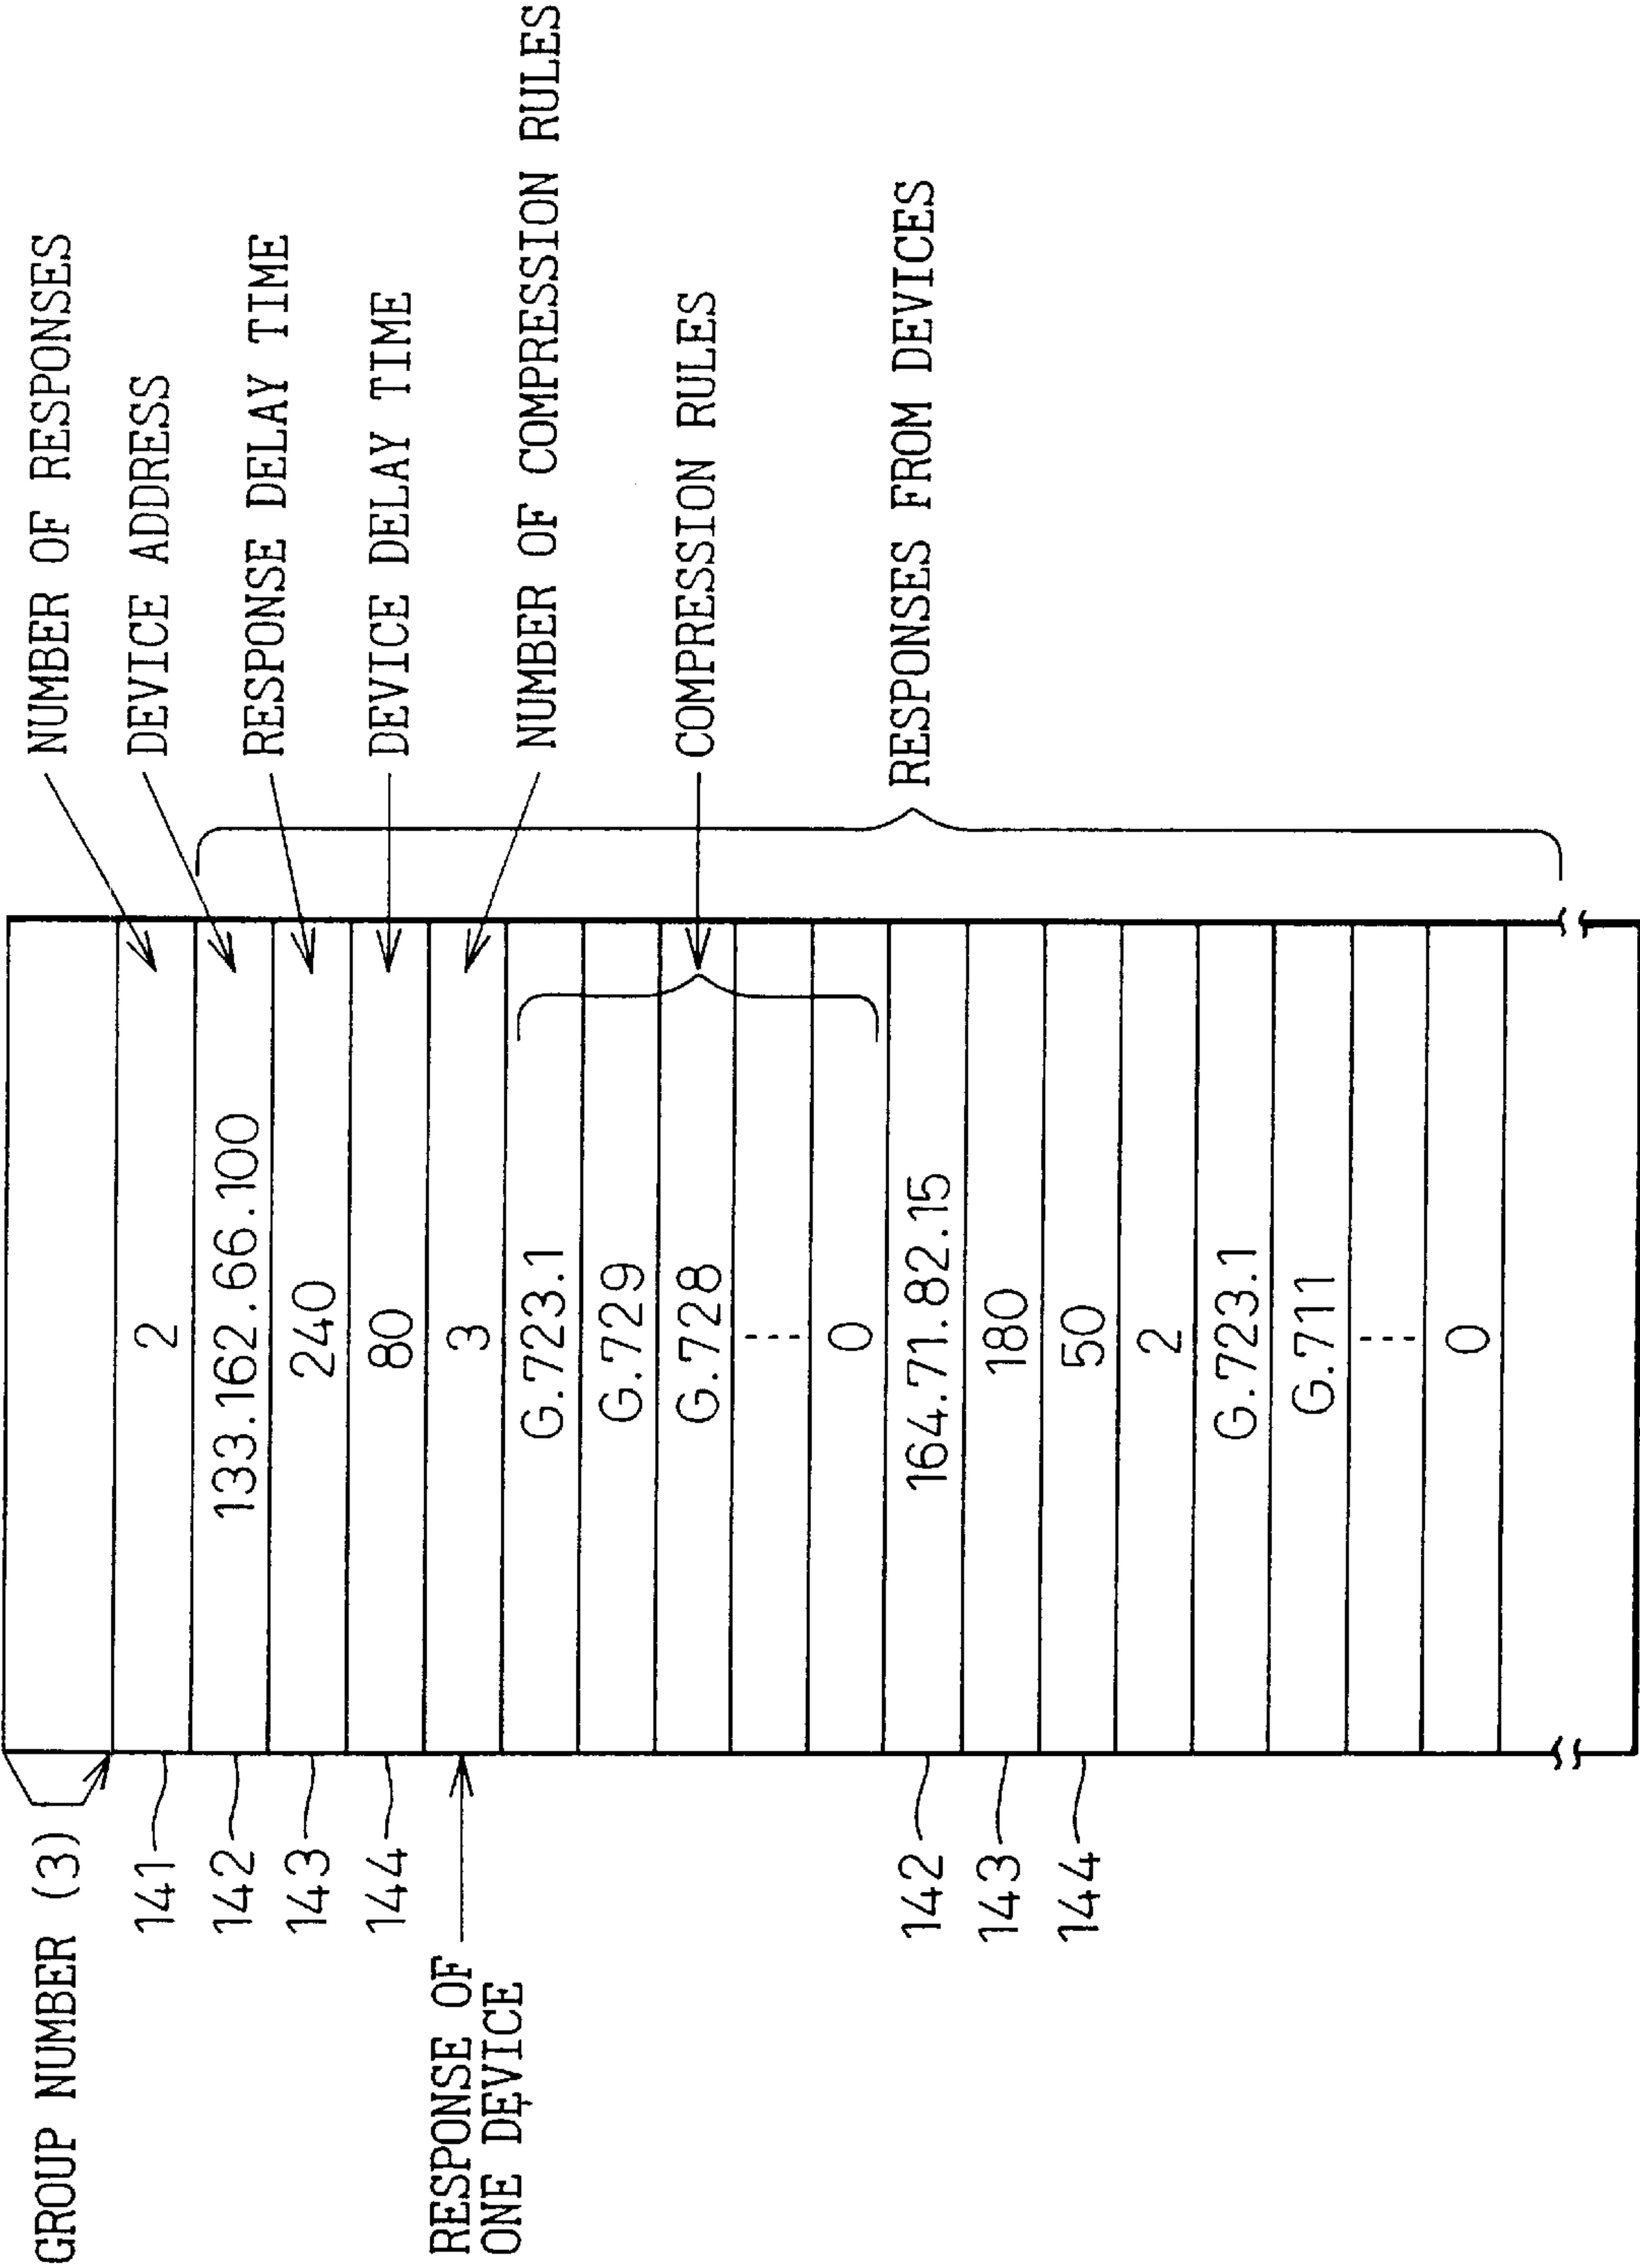 GROUP NUMBER (3)
141
142
143
144
RESPONSE OF
ONE DEVICE
142
143
144
2
133.162.66.100
240
80
3
G.723.1
G.729
G.728
0
164.71.82.15
180
50
2
G.723.1
G.711
0
NUMBER OF RESPONSES
DEVICE ADDRESS
RESPONSE DELAY TIME
DEVICE DELAY TIME
NUMBER OF COMPRESSION RULES
COMPRESSION RULES
RESPONSES FROM DEVICES